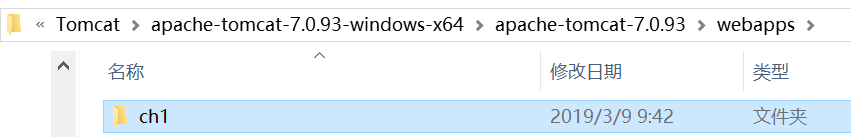 « Tomcat > apache-tomcat-7.0.93-windows-x64 > apache-tomcat-7.0.93 > webapps >
名称 修改日期 类型
ch1 2019/3/9 9:42 文件夹